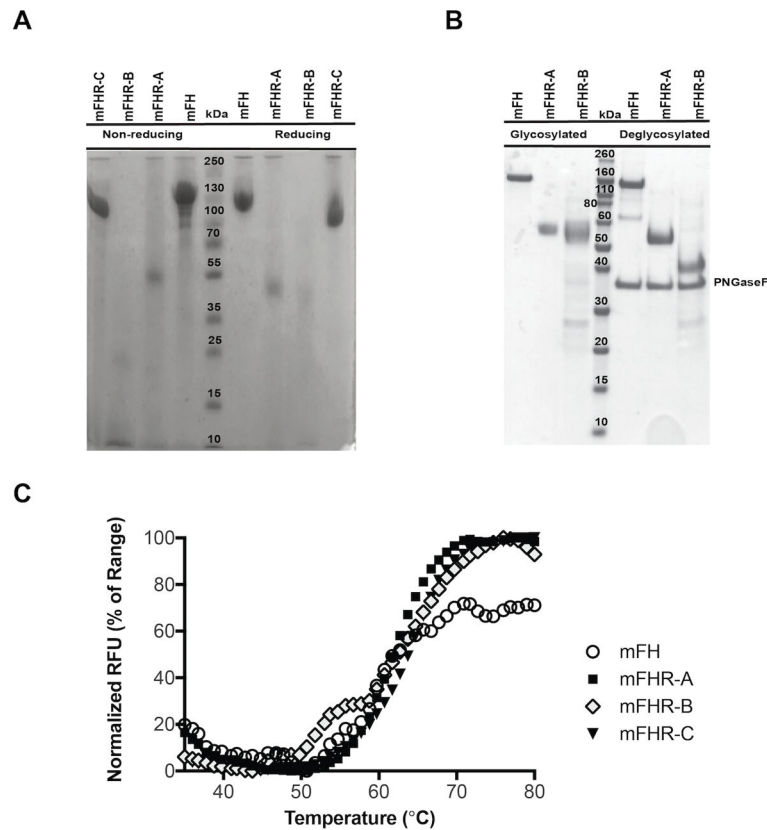 A
mFHR-C
mFHR-B
mFHR-A
mFH
kDa
mFH
mFHR-A
mFHR-B
mFHR-C
Non-reducing
Reducing
250
130
100
70
55
35
25
15
10
B
mFH
mFHR-A
mFHR-B
kDa
mFH
mFHR-A
mFHR-B
Glycosylated
Deglycosylated
260
160
110
80
60
50
40
30
20
15
10
PNGaseF
C
Normalized RFU (% of Range)
100
80
60
40
20
0
40
50
60
70
80
Temperature (°C)
mFH
mFHR-A
mFHR-B
mFHR-C